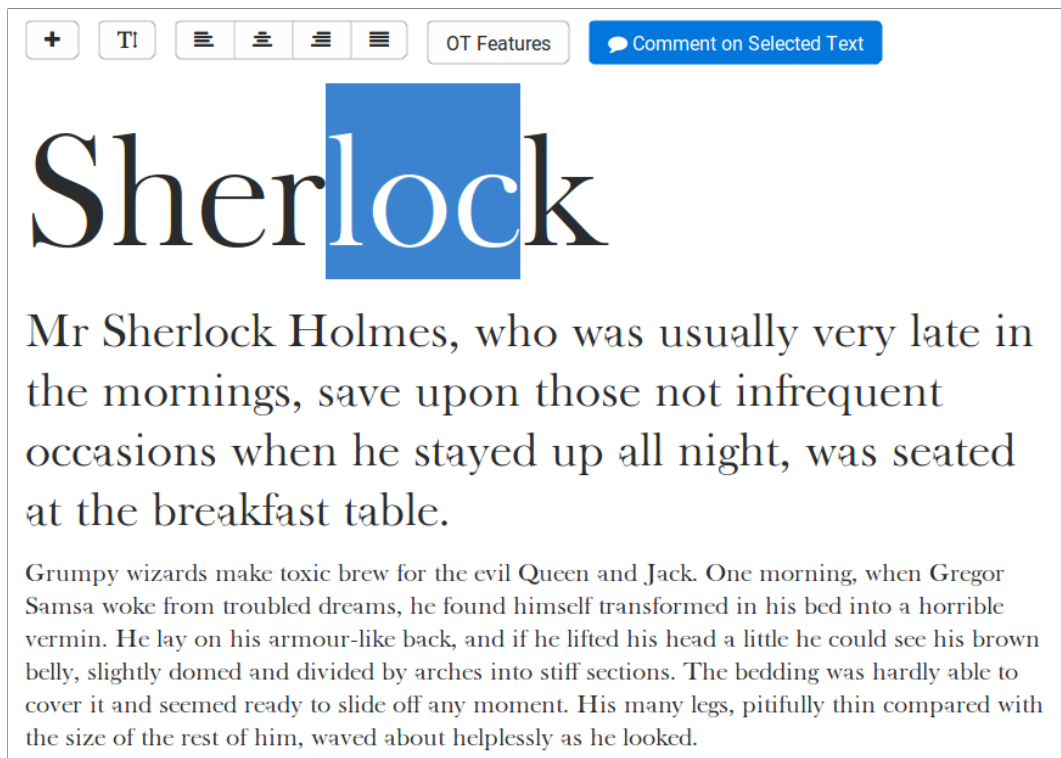 OT Features
Comment on Selected Text
Sherlock
Mr Sherlock Holmes, who was usually very late in
the mornings, save upon those not infrequent
occasions when he stayed up all night, was seated
at the breakfast table.
Grumpy wizards make toxic brew for the evil Queen and Jack. One morning, when Gregor
Samsa woke from troubled dreams, he found himself transformed in his bed into a horrible
vermin. He lay on his armour-like back, and if he lifted his head a little he could see his brown
belly, slightly domed and divided by arches into stiff sections. The bedding was hardly able to
cover it and seemed ready to slide off any moment. His many legs, pitifully thin compared with
the size of the rest of him, waved about helplessly as he looked.